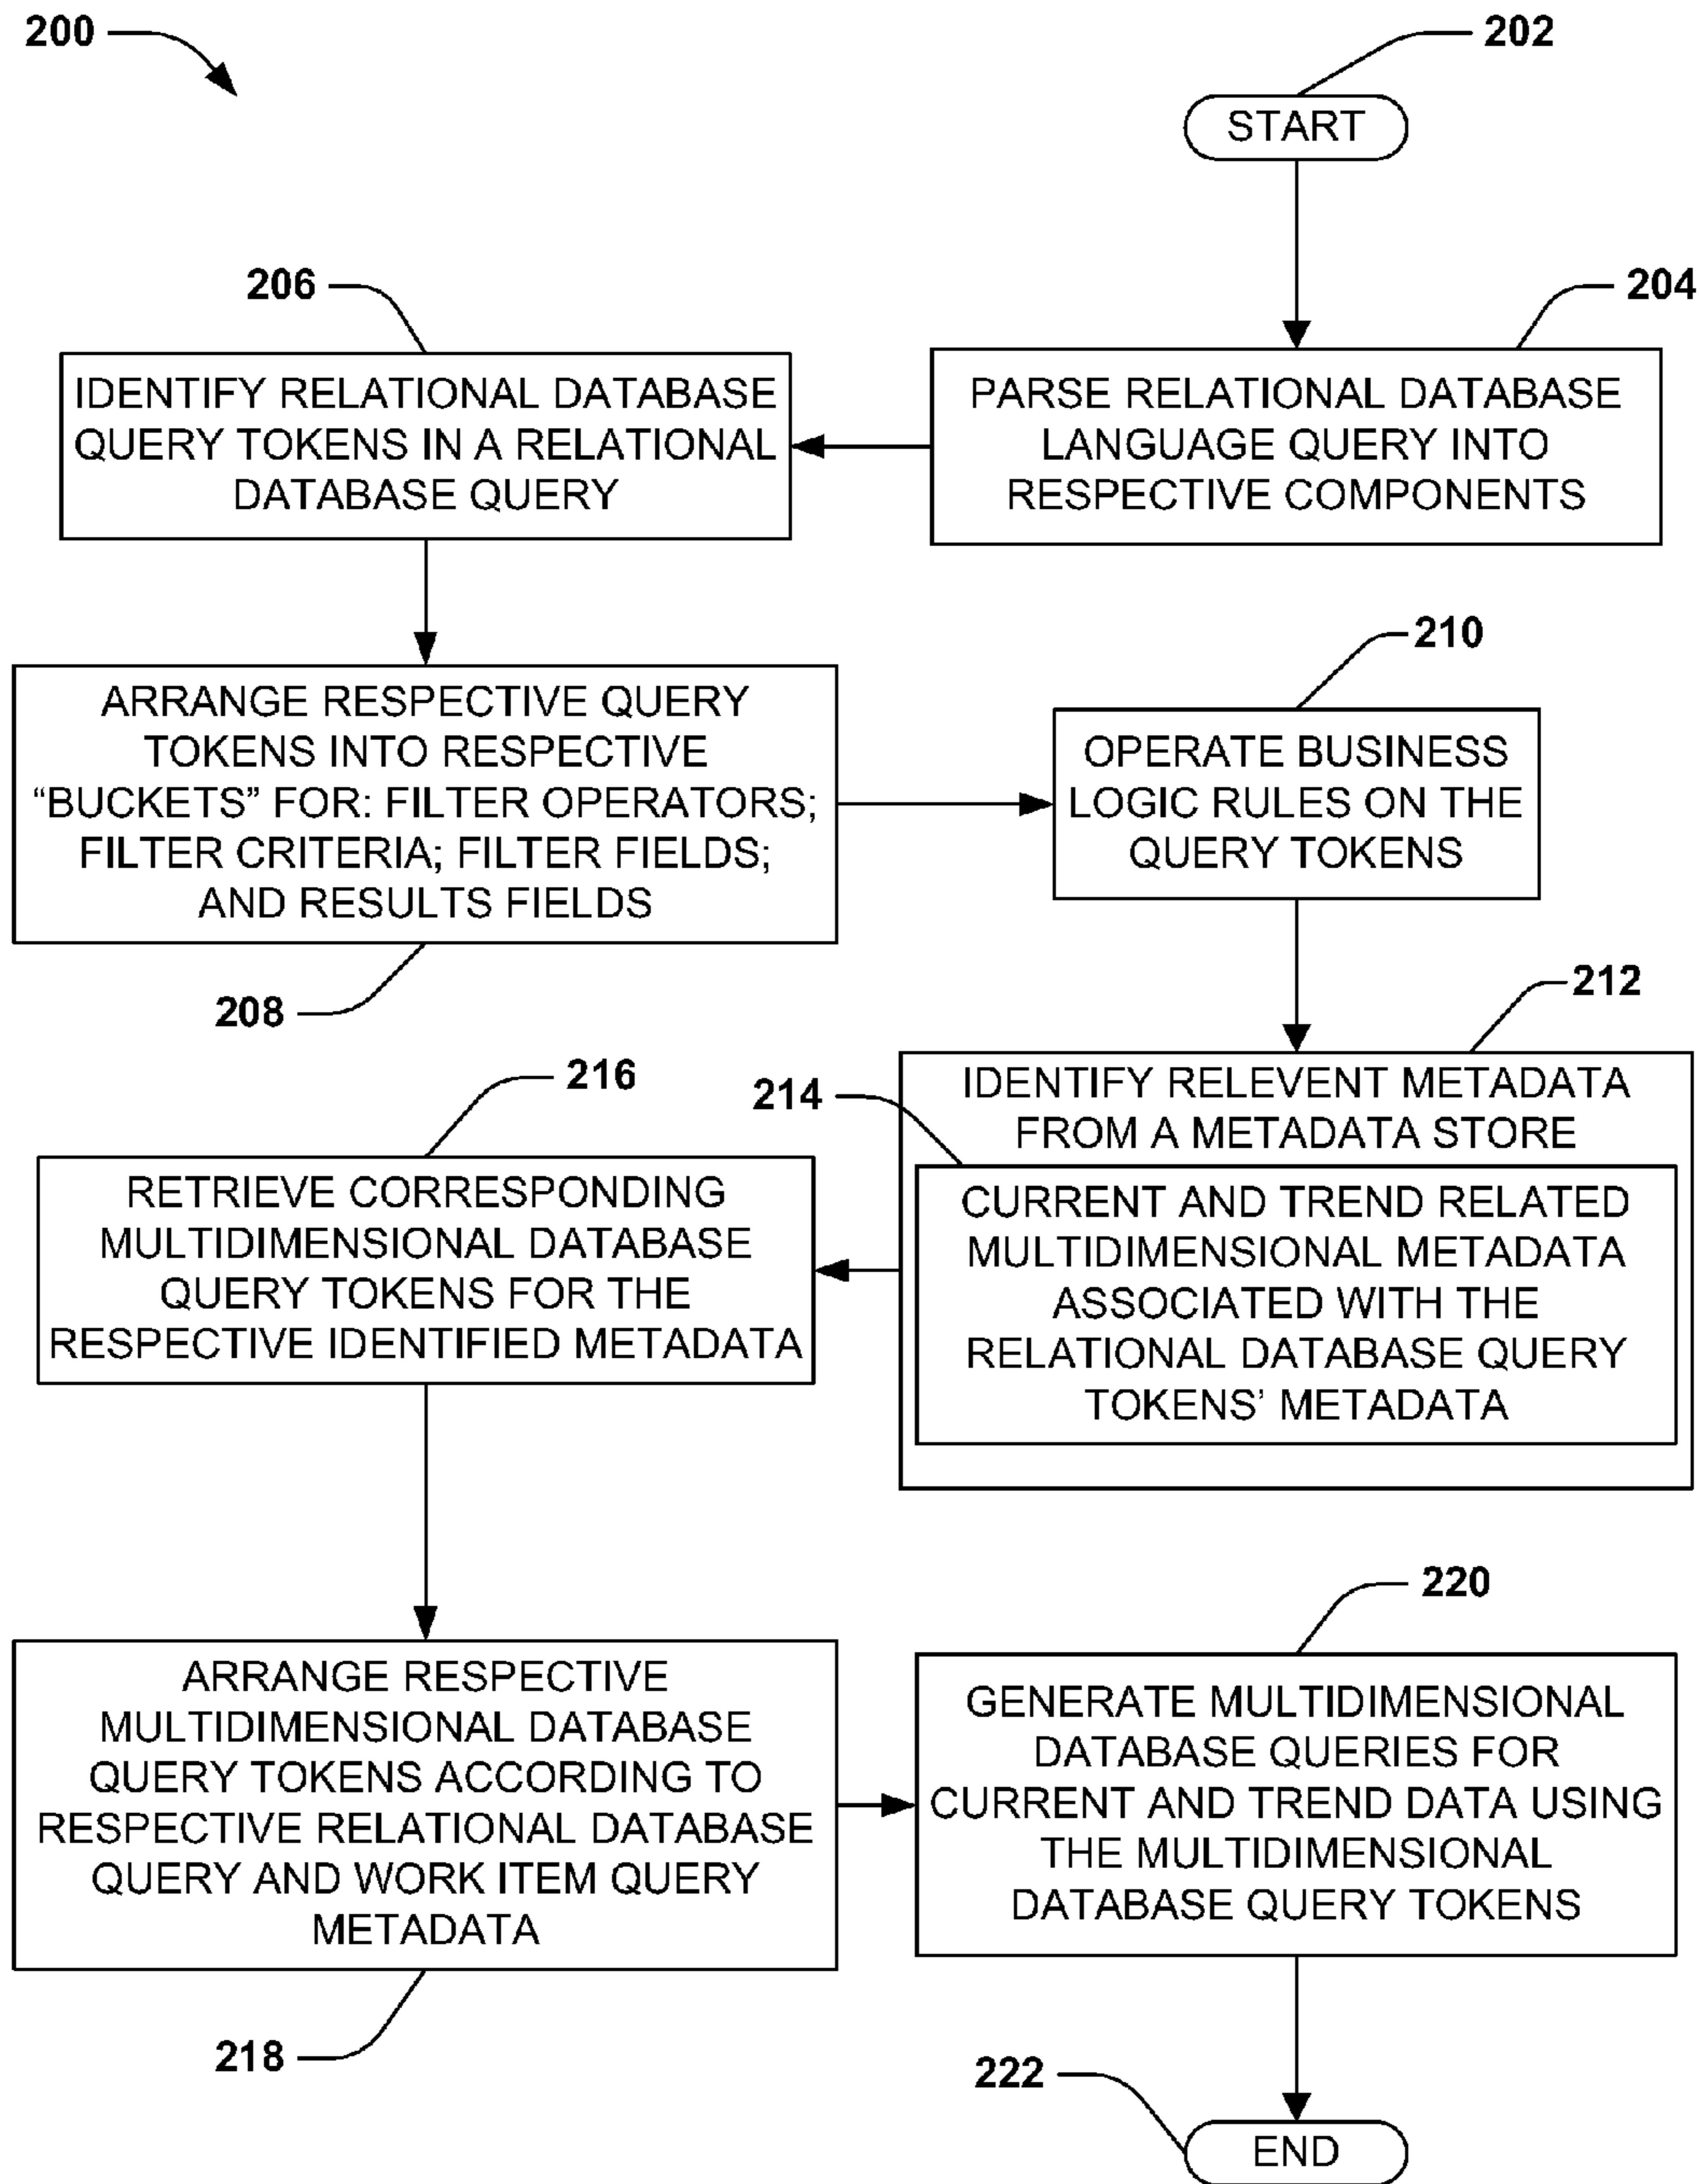 200
202
START
204
PARSE RELATIONAL DATABASE
LANGUAGE QUERY INTO
RESPECTIVE COMPONENTS
206
IDENTIFY RELATIONAL DATABASE
QUERY TOKENS IN A RELATIONAL
DATABASE QUERY
ARRANGE RESPECTIVE QUERY
TOKENS INTO RESPECTIVE
“BUCKETS” FOR: FILTER OPERATORS;
FILTER CRITERIA; FILTER FIELDS;
AND RESULTS FIELDS
208
210
OPERATE BUSINESS
LOGIC RULES ON THE
QUERY TOKENS
212
IDENTIFY RELEVENT METADATA
FROM A METADATA STORE
214
CURRENT AND TREND RELATED
MULTIDIMENSIONAL METADATA
ASSOCIATED WITH THE
RELATIONAL DATABASE QUERY
TOKENS’ METADATA
216
RETRIEVE CORRESPONDING
MULTIDIMENSIONAL DATABASE
QUERY TOKENS FOR THE
RESPECTIVE IDENTIFIED METADATA
ARRANGE RESPECTIVE
MULTIDIMENSIONAL DATABASE
QUERY TOKENS ACCORDING TO
RESPECTIVE RELATIONAL DATABASE
QUERY AND WORK ITEM QUERY
METADATA
218
220
GENERATE MULTIDIMENSIONAL
DATABASE QUERIES FOR
CURRENT AND TREND DATA USING
THE MULTIDIMENSIONAL
DATABASE QUERY TOKENS
222
END